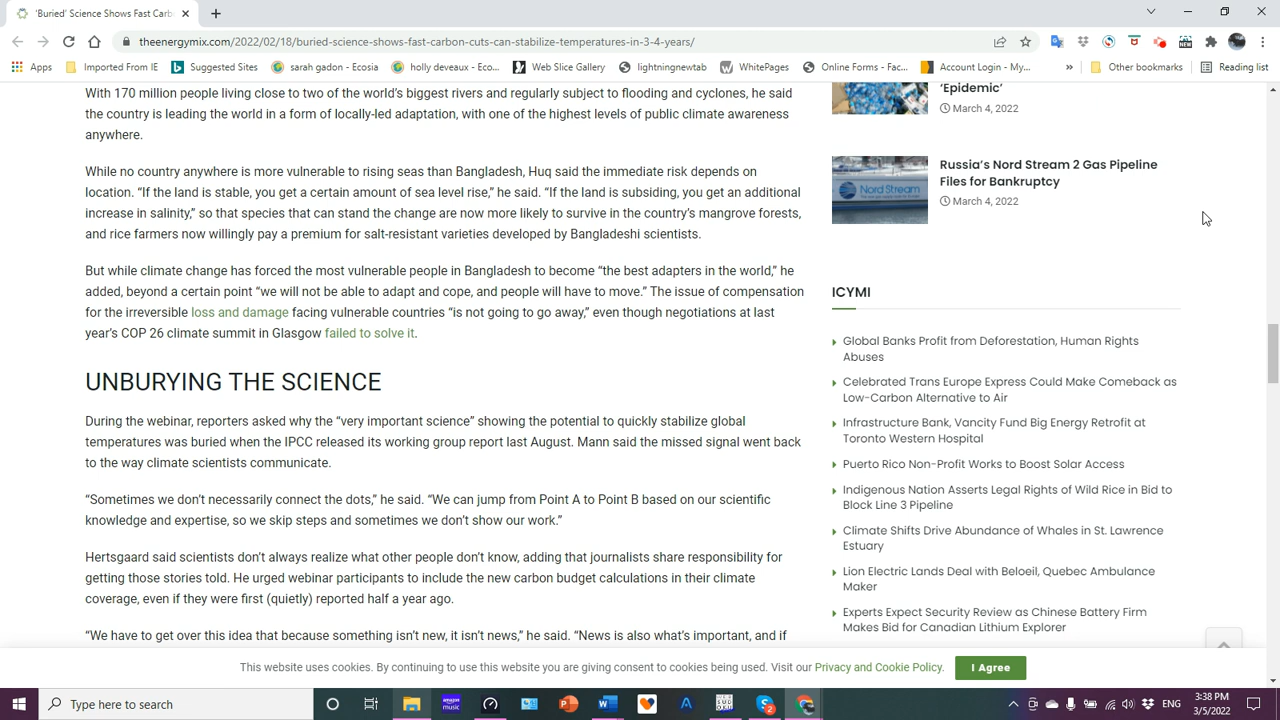 'Buried' Science Shows Fast Carb
theenergymix.com/2022/02/18/buried-science-shows-fast-carbon-cuts-can-stabilize-temperatures-in-3-4-years/
Apps
Imported From IE
Suggested Sites
sarah gadon - Ecosia
holly deveaux - Eco...
Web Slice Gallery
lightningnewtab
WhitePages
Online Forms - Fac...
Account Login - My...
»
Other bookmarks
Reading list
With 170 million people living close to two of the world's biggest rivers and regularly subject to flooding and cyclones, he said
the country is leading the world in a form of locally-led adaptation, with one of the highest levels of public climate awareness
anywhere.
While no country anywhere is more vulnerable to rising seas than Bangladesh, Huq said the immediate risk depends on
location. “If the land is stable, you get a certain amount of sea level rise,” he said. “If the land is subsiding, you get an additional
increase in salinity,” so that species that can stand the change are now more likely to survive in the country's mangrove forests,
and rice farmers now willingly pay a premium for salt-resistant varieties developed by Bangladeshi scientists.
But while climate change has forced the most vulnerable people in Bangladesh to become “the best adapters in the world,” he
added, beyond a certain point “we will not be able to adapt and cope, and people will have to move.” The issue of compensation
for the irreversible loss and damage facing vulnerable countries “is not going to go away,” even though negotiations at last
year's COP 26 climate summit in Glasgow failed to solve it.
UNBURYING THE SCIENCE
During the webinar, reporters asked why the “very important science” showing the potential to quickly stabilize global
temperatures was buried when the IPCC released its working group report last August. Mann said the missed signal went back
to the way climate scientists communicate.
“Sometimes we don't necessarily connect the dots,” he said. “We can jump from Point A to Point B based on our scientific
knowledge and expertise, so we skip steps and sometimes we don't show our work.”
Hertsgaard said scientists don't always realize what other people don't know, adding that journalists share responsibility for
getting those stories told. He urged webinar participants to include the new carbon budget calculations in their climate
coverage, even if they were first (quietly) reported half a year ago.
“We have to get over this idea that because something isn't new, it isn't news,” he said. “News is also what's important, and if
‘Epidemic’
March 4, 2022
Nord Stream
Russia's Nord Stream 2 Gas Pipeline
Files for Bankruptcy
March 4, 2022
ICYMI
Global Banks Profit from Deforestation, Human Rights
Abuses
Celebrated Trans Europe Express Could Make Comeback as
Low-Carbon Alternative to Air
Infrastructure Bank, Vancity Fund Big Energy Retrofit at
Toronto Western Hospital
Puerto Rico Non-Profit Works to Boost Solar Access
Indigenous Nation Asserts Legal Rights of Wild Rice in Bid to
Block Line 3 Pipeline
Climate Shifts Drive Abundance of Whales in St. Lawrence
Estuary
Lion Electric Lands Deal with Beloeil, Quebec Ambulance
Maker
Experts Expect Security Review as Chinese Battery Firm
Makes Bid for Canadian Lithium Explorer
This website uses cookies. By continuing to use this website you are giving consent to cookies being used. Visit our Privacy and Cookie Policy.
I Agree
Type here to search
ENG
3:38 PM
3/5/2022